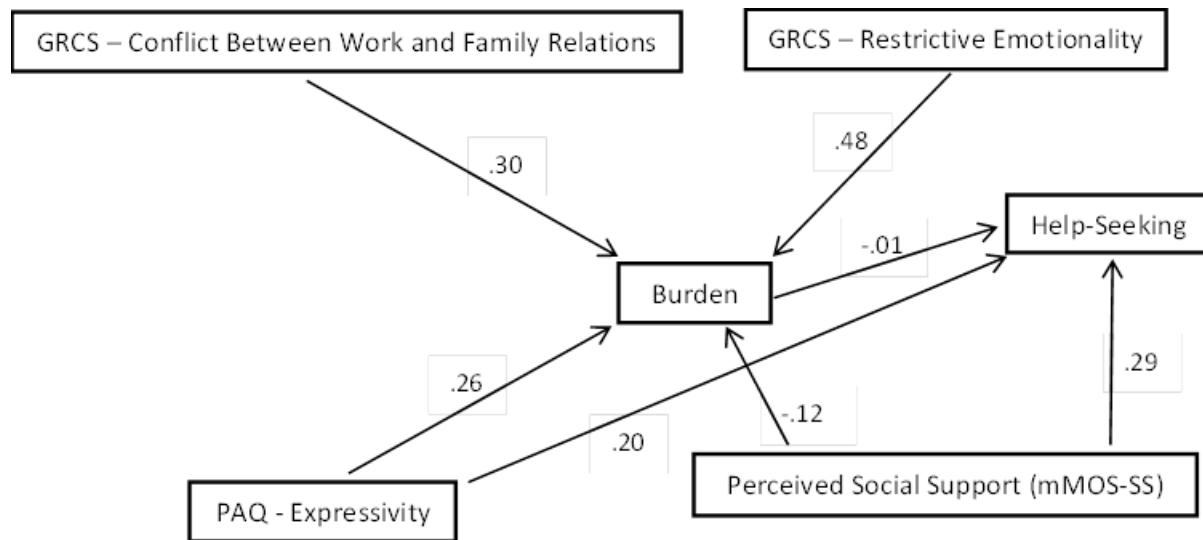 GRCS – Conflict Between Work and Family Relations
GRCS – Restrictive Emotionality
.30
.48
Help-Seeking
-.01
Burden
.26
.20
-.12
.29
PAQ - Expressivity
Perceived Social Support (mMOS-SS)